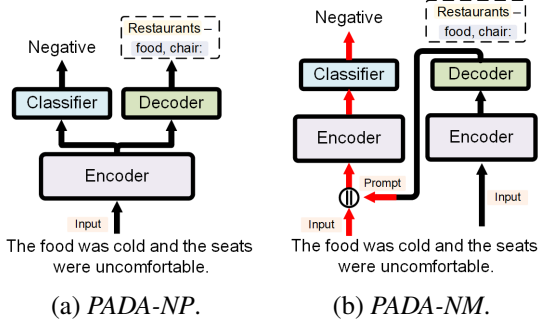 Negative
Restaurants –
food, chair:
Classifier
Decoder
Encoder
Input
The food was cold and the seats
were uncomfortable.
(a) PADA-NP.
Negative
Restaurants –
food, chair:
Classifier
Decoder
Encoder
Encoder
Prompt
||
Input
Input
The food was cold and the seats
were uncomfortable.
(b) PADA-NM.